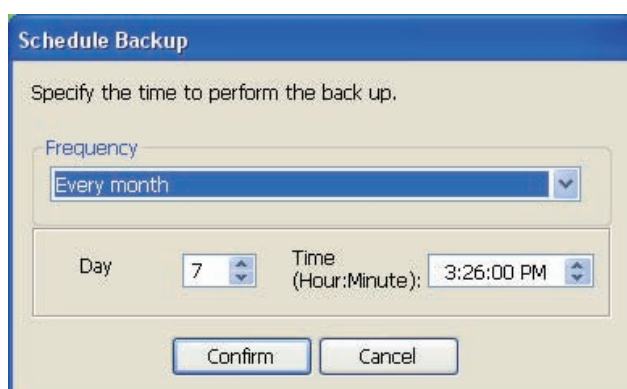 Schedule Backup
Specify the time to perform the back up.
Frequency
Every month
Day
7
Time
(Hour:Minute):
3:26:00 PM
Confirm
Cancel